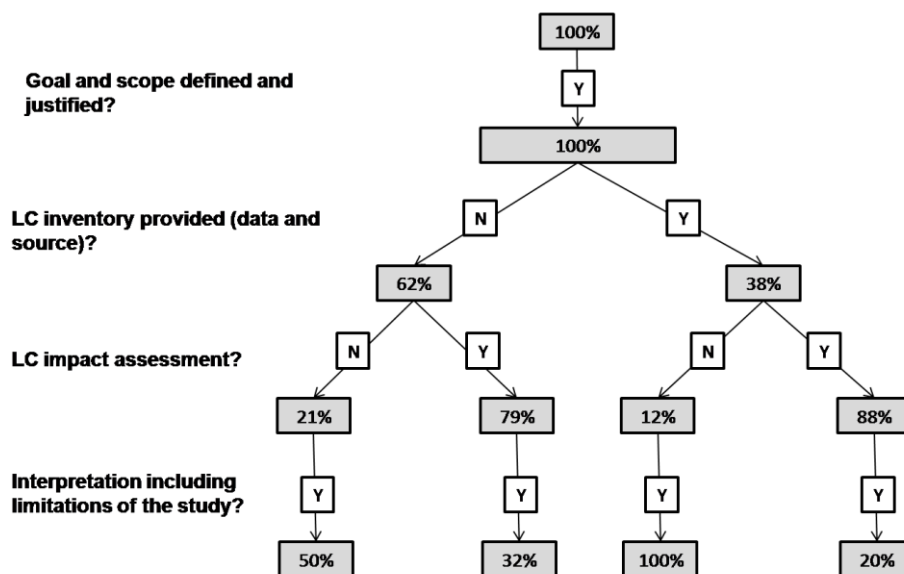 100%
Goal and scope defined and
justified?
Y
100%
LC inventory provided (data and
source)?
N
Y
62%
38%
LC impact assessment?
N
Y
N
Y
21%
79%
12%
88%
Interpretation including
limitations of the study?
Y
Y
Y
Y
50%
32%
100%
20%